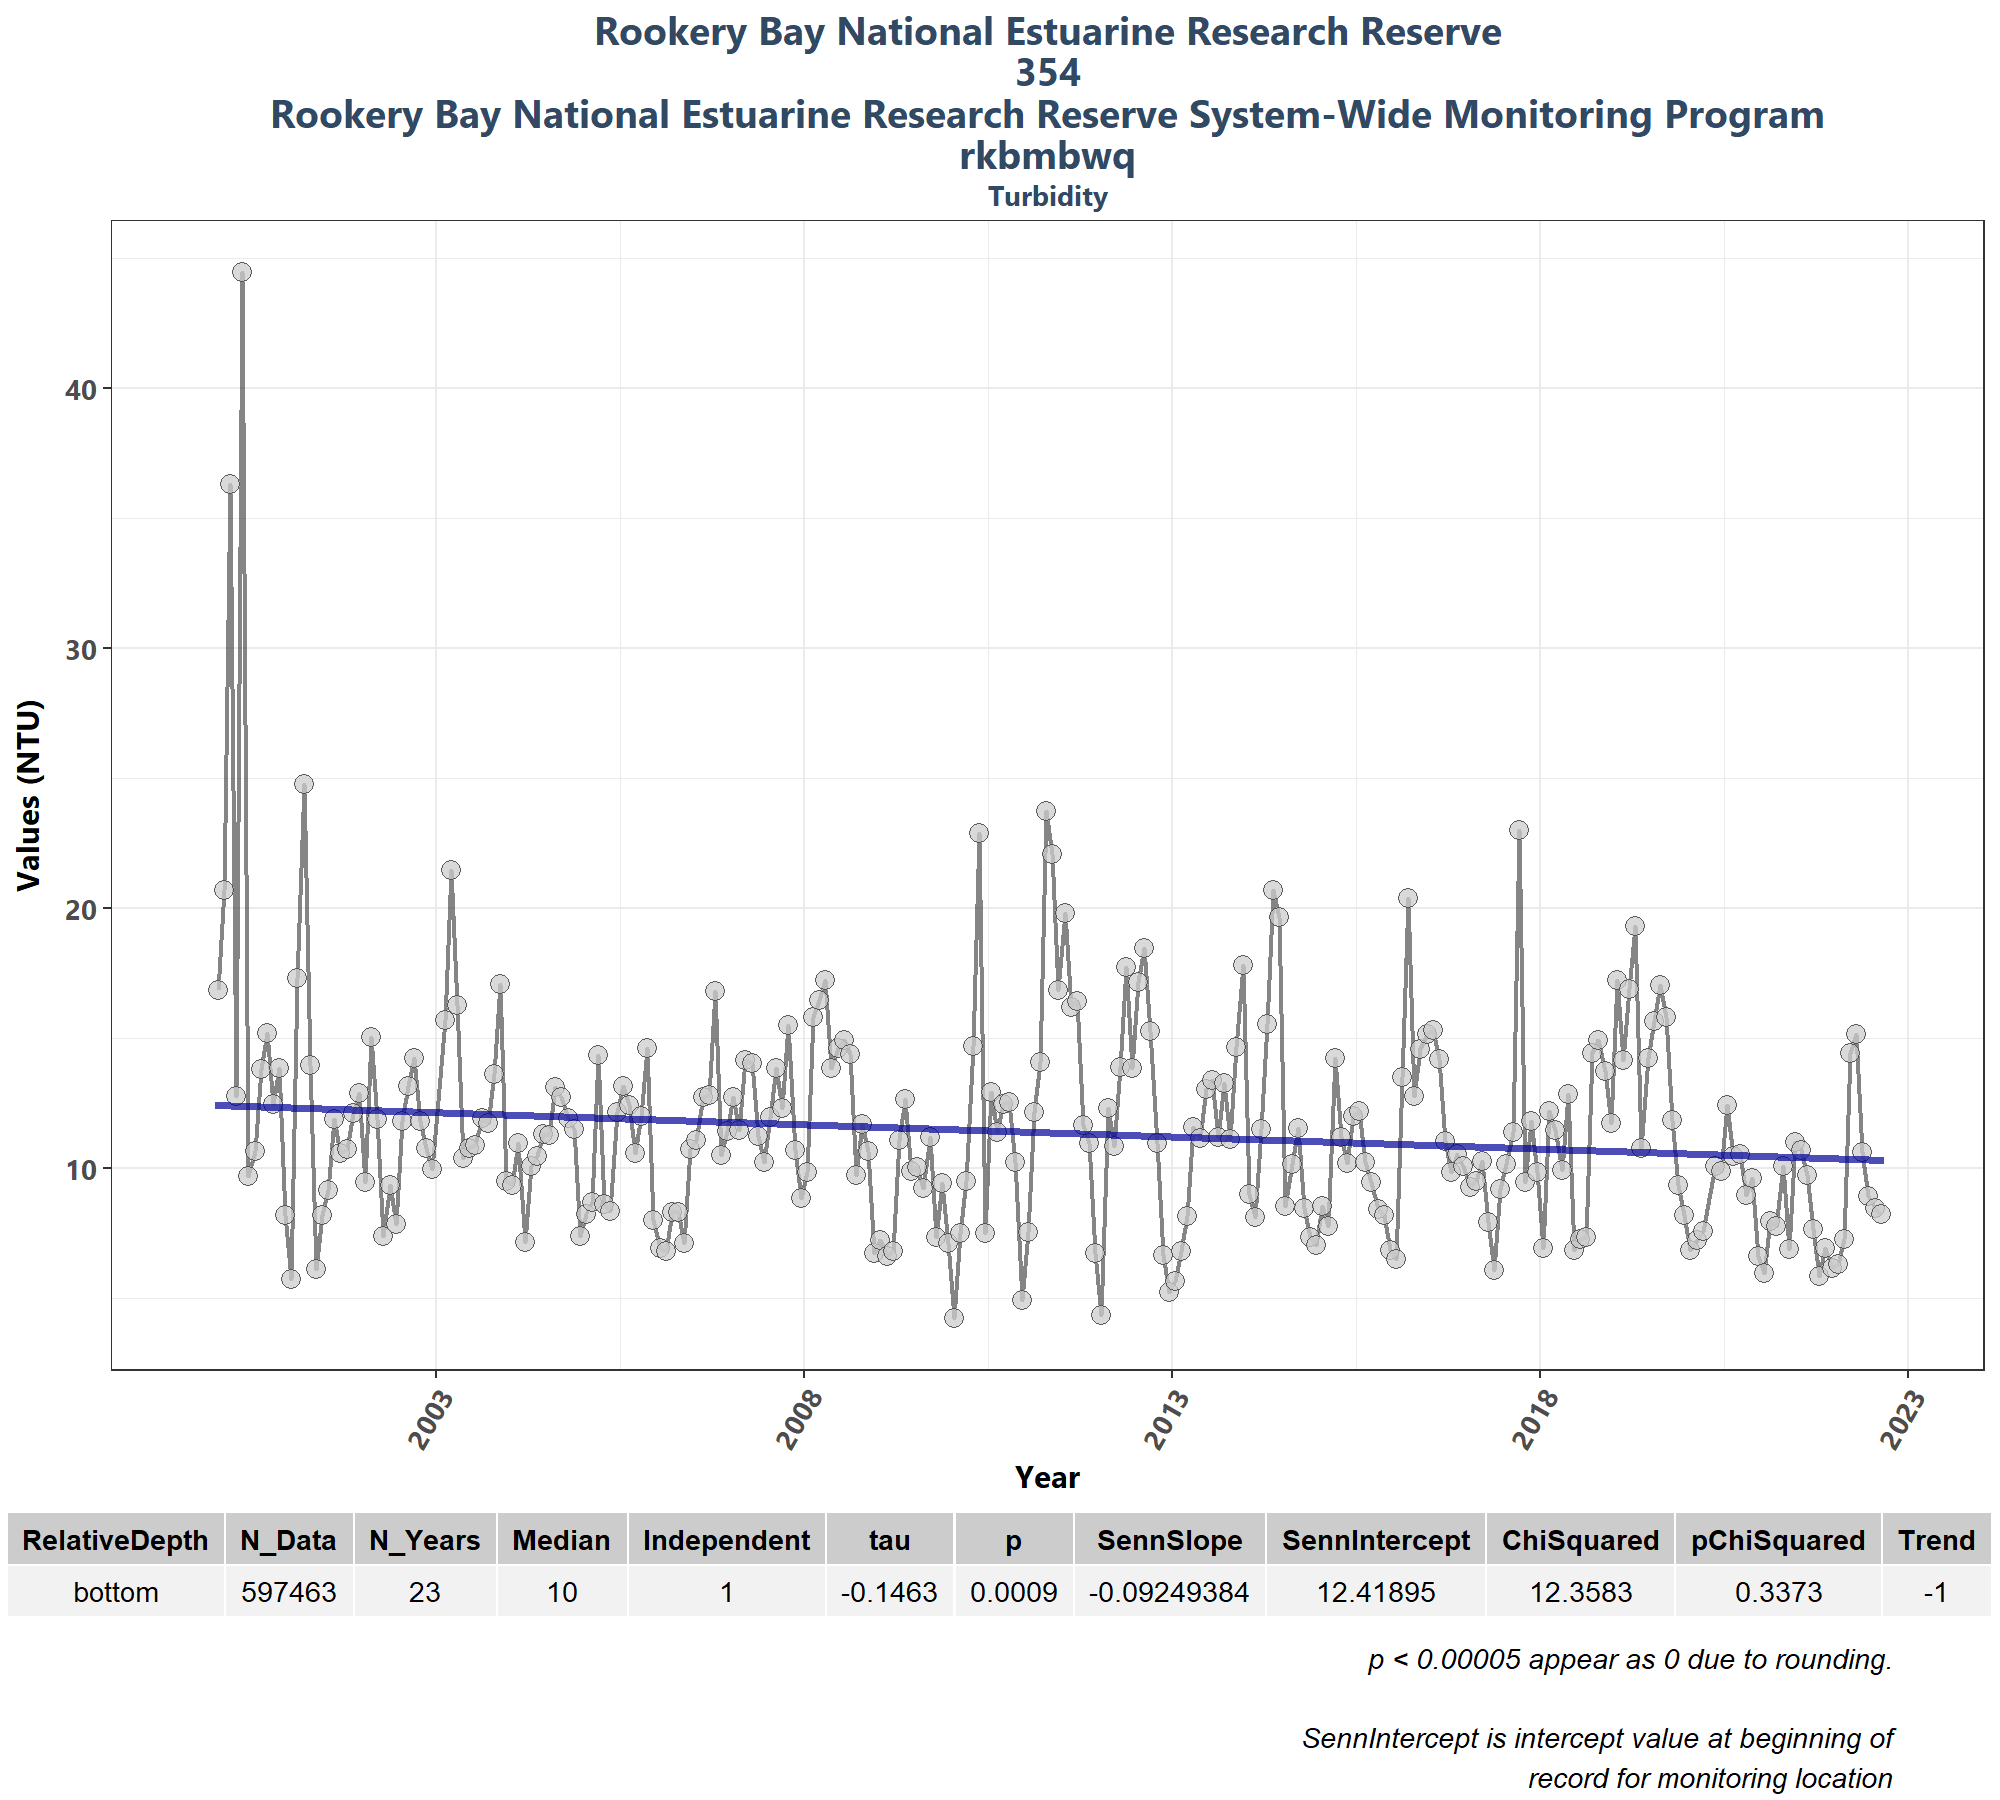 Rookery Bay National Estuarine Research Reserve
354
Rookery Bay National Estuarine Research Reserve System-Wide Monitoring Program
rkbmbwq
Turbidity
Values (NTU)
40
30
20
10
2003
2008
2013
2018
2023
Year
RelativeDepth N_Data N_Years Median Independent tau p SennSlope SennIntercept ChiSquared pChiSquared Trend
bottom 597463 23 10 1 -0.1463 0.0009 -0.09249384 12.41895 12.3583 0.3373 -1
p < 0.00005 appear as 0 due to rounding.
SennIntercept is intercept value at beginning of
record for monitoring location